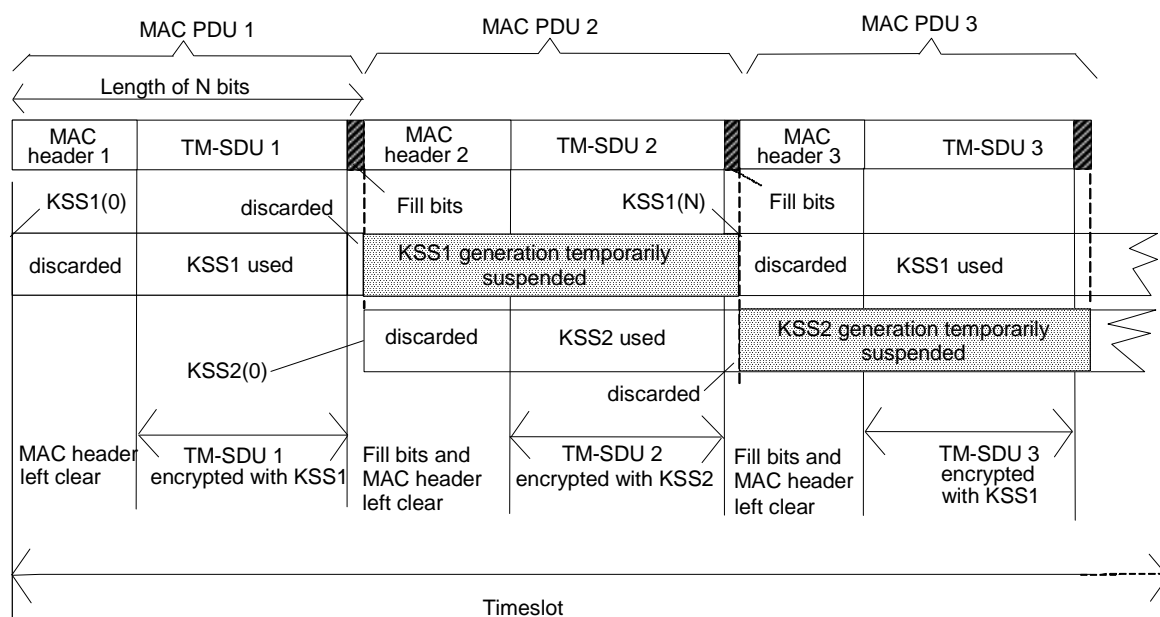 MAC PDU 1
MAC PDU 2
MAC PDU 3
Length of N bits
MAC
header 1
TM-SDU 1
MAC
header 2
TM-SDU 2
MAC
header 3
TM-SDU 3
KSS1(0)
discarded
Fill bits
KSS1(N)
Fill bits
discarded
KSS1 used
KSS1 generation temporarily
suspended
discarded
KSS1 used
KSS2(0)
discarded
KSS2 used
discarded
KSS2 generation temporarily
suspended
MAC header
left clear
TM-SDU 1
encrypted with KSS1
Fill bits and
MAC header
left clear
TM-SDU 2
encrypted with KSS2
Fill bits and
MAC header
left clear
TM-SDU 3
encrypted
with KSS1
Timeslot